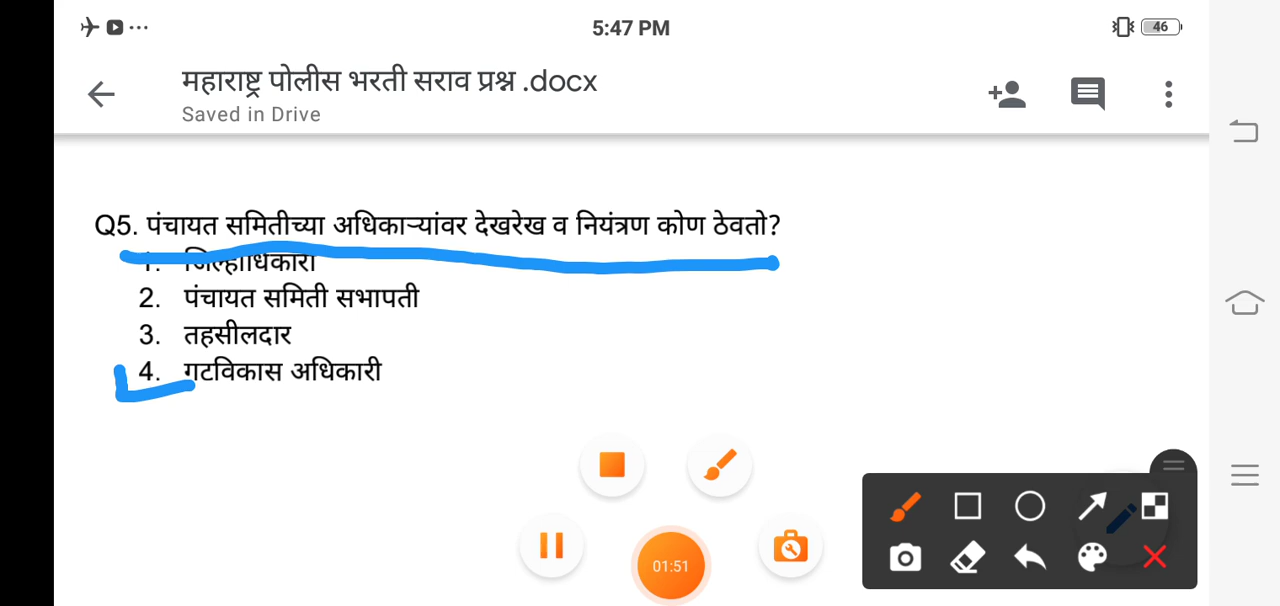 5:47 PM
46
महाराष्ट्र पोलीस भरती सराव प्रश्न .docx
Saved in Drive
Q5. पंचायत समितीच्या अधिकाऱ्यांवर देखरेख व नियंत्रण कोण ठेवतो?
1. जिल्हाधिकारी
2. पंचायत समिती सभापती
3. तहसीलदार
4. गटविकास अधिकारी
01:51